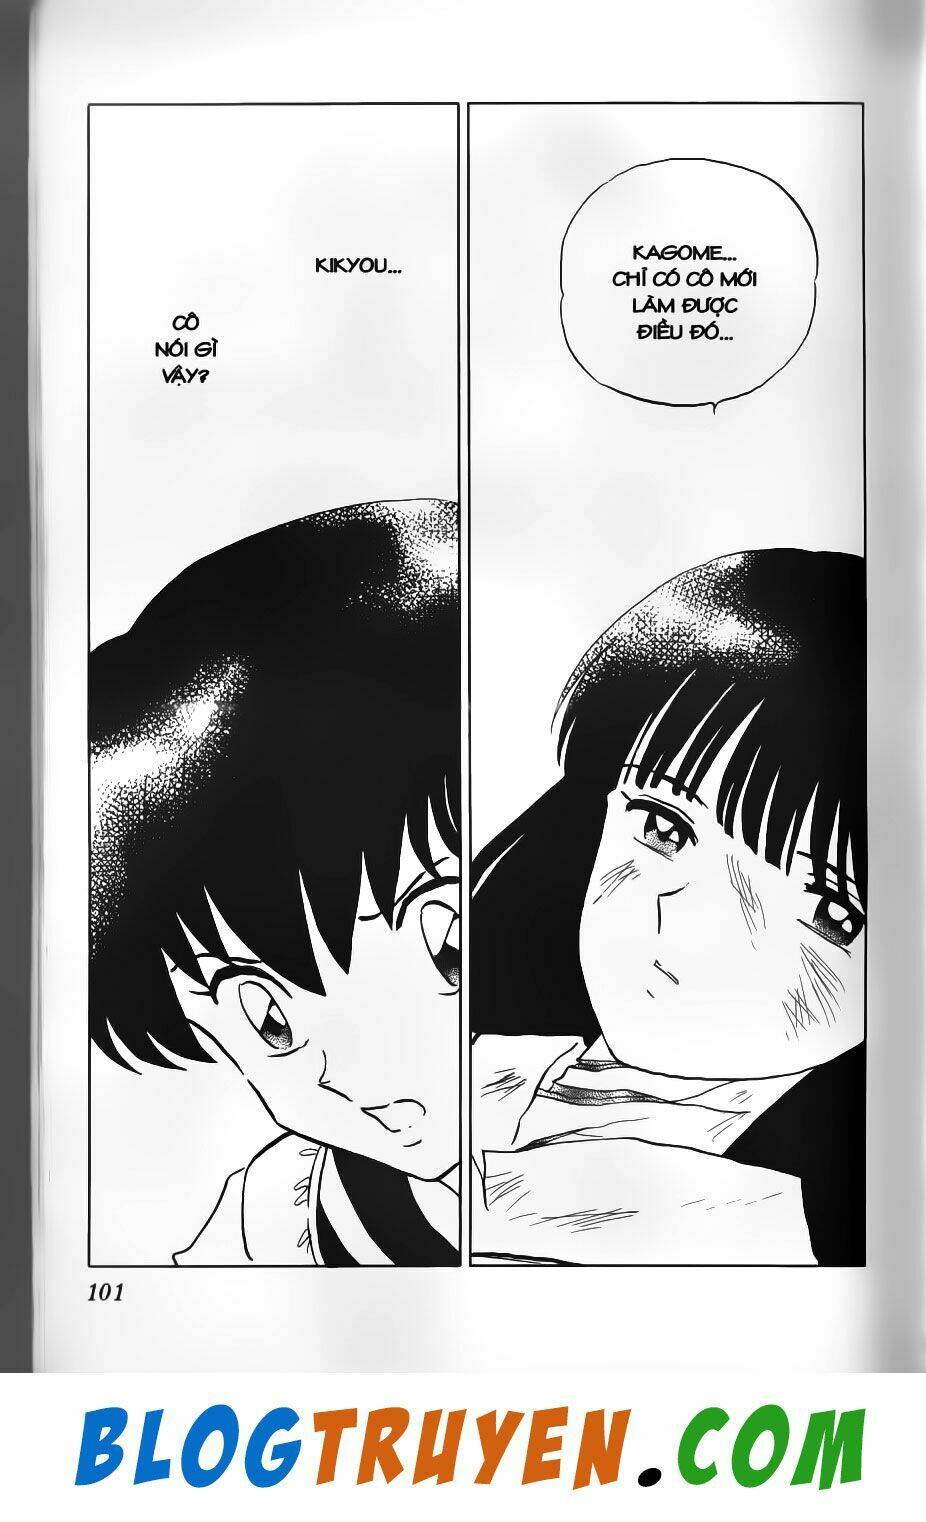 KAGOME...
CHỈ CÓ CÔ MỚI
LÀM ĐƯỢC
ĐIỀU ĐÓ...
KIKYOU...
CÔ
NÓI GÌ
VẬY?
101
BLOGTRUYEN.COM